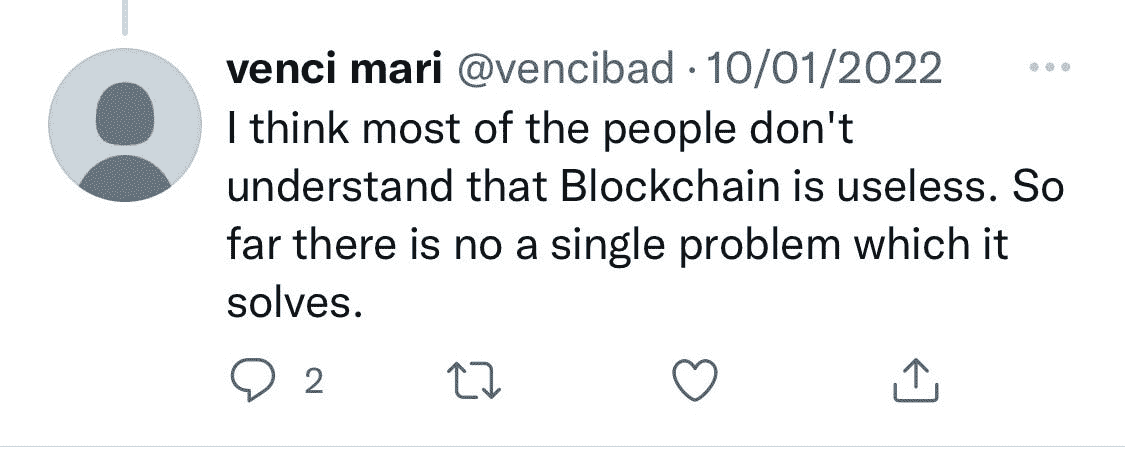 venci mari @vencibad · 10/01/2022
I think most of the people don't
understand that Blockchain is useless. So
far there is no a single problem which it
solves.
2